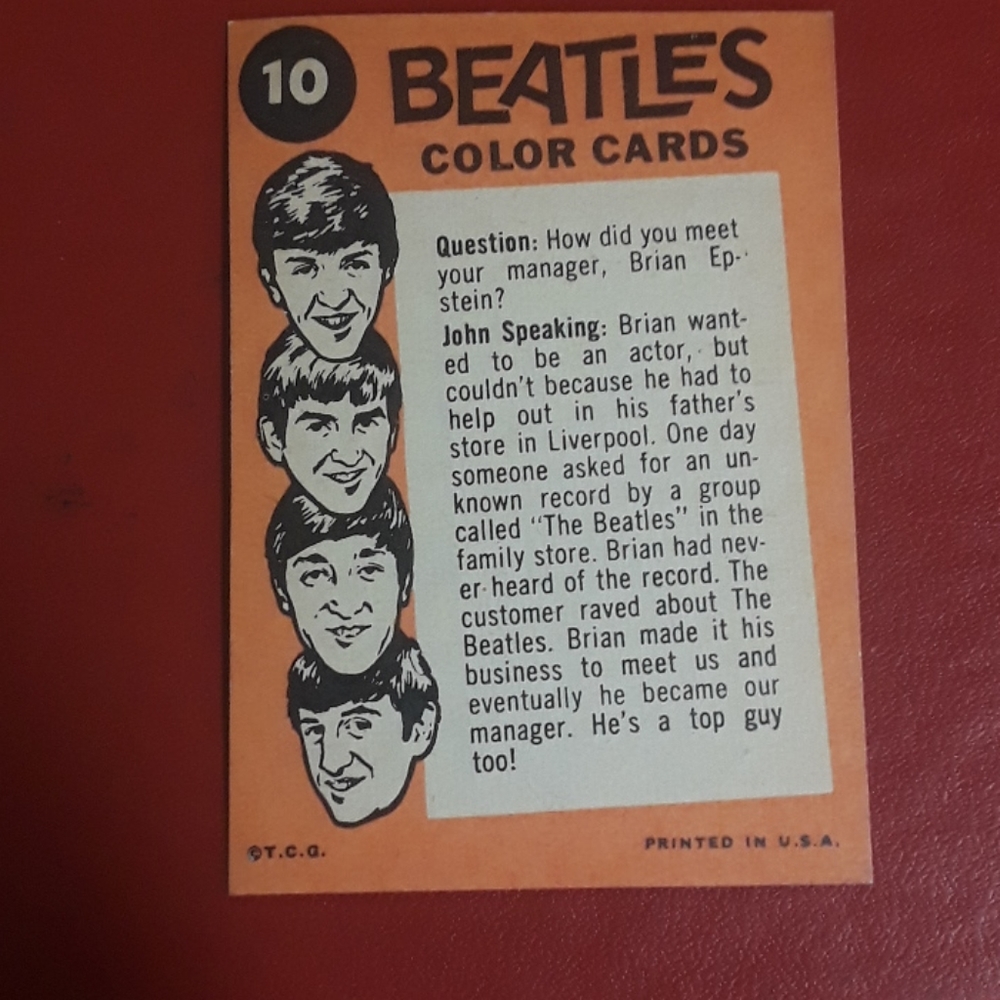 10
BEATLES
COLOR CARDS
Question: How did you meet
your manager, Brian Ep-
stein?
John Speaking: Brian want-
ed to be an actor, but
couldn't because he had to
help out in his father's
store in Liverpool. One day
someone asked for an un-
known record by a group
called "The Beatles" in the
family store. Brian had nev-
er heard of the record. The
customer raved about The
Beatles. Brian made it his
business to meet us and
eventually he became our
manager. He's a top guy
too!
©T.C.G.
PRINTED IN U.S.A.